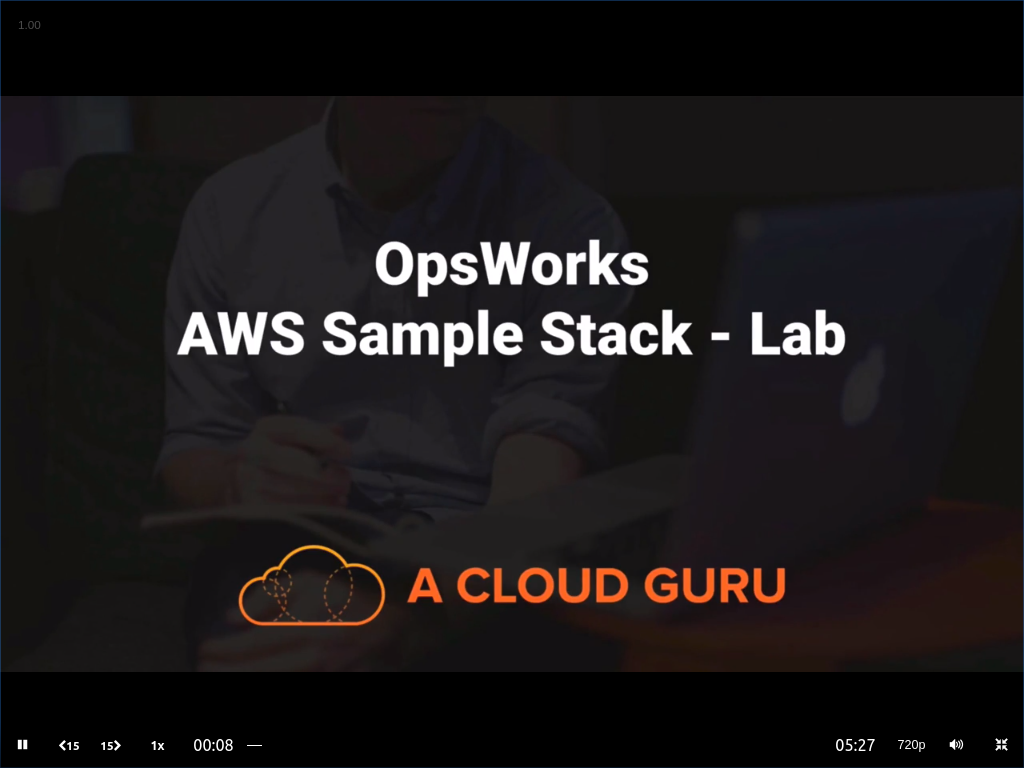 1.00
OpsWorks
AWS Sample Stack - Lab
A CLOUD GURU
15 15 1x 00:08 05:27 720p